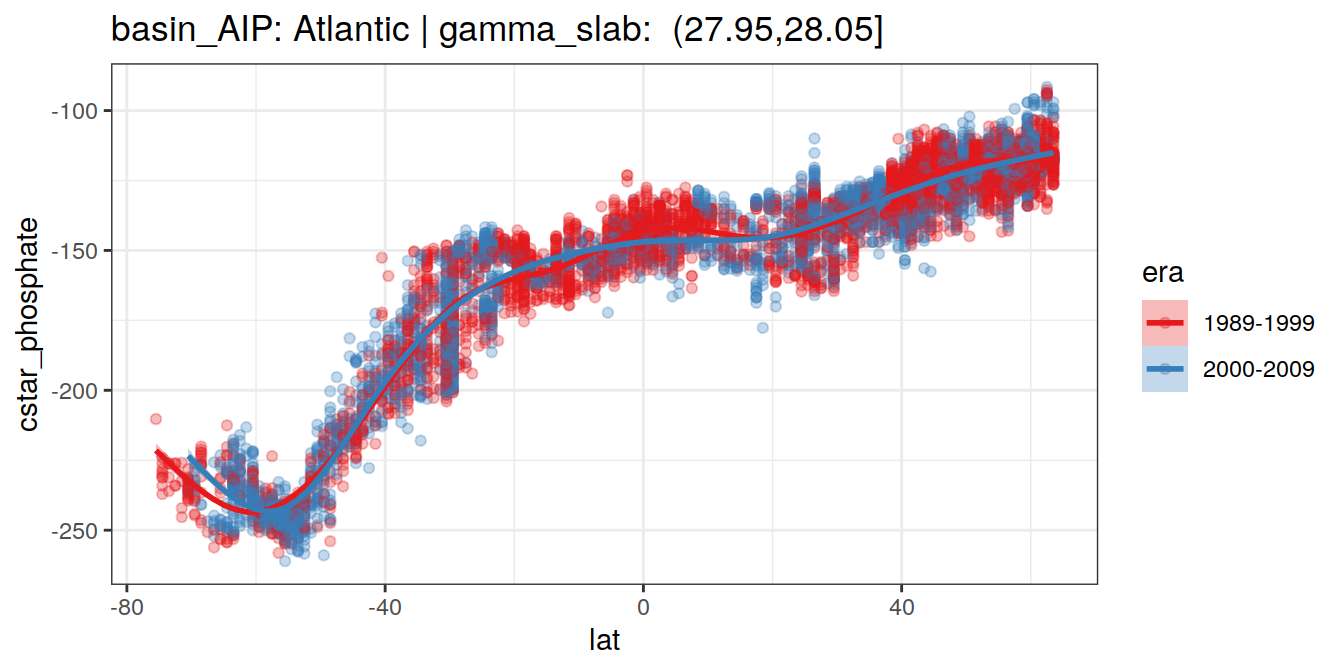 basin_AIP: Atlantic | gamma_slab:  (27.95,28.05]
-100
-150
-200
-250
cstar_phosphate
-80
-40
0
40
lat
era
1989-1999
2000-2009